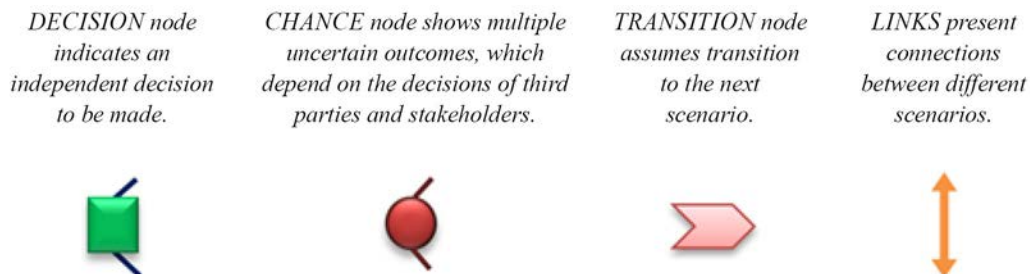 DECISION node
indicates an
independent decision
to be made.
CHANCE node shows multiple
uncertain outcomes, which
depend on the decisions of third
parties and stakeholders.
TRANSITION node
assumes transition
to the next
scenario.
LINKS present
connections
between different
scenarios.